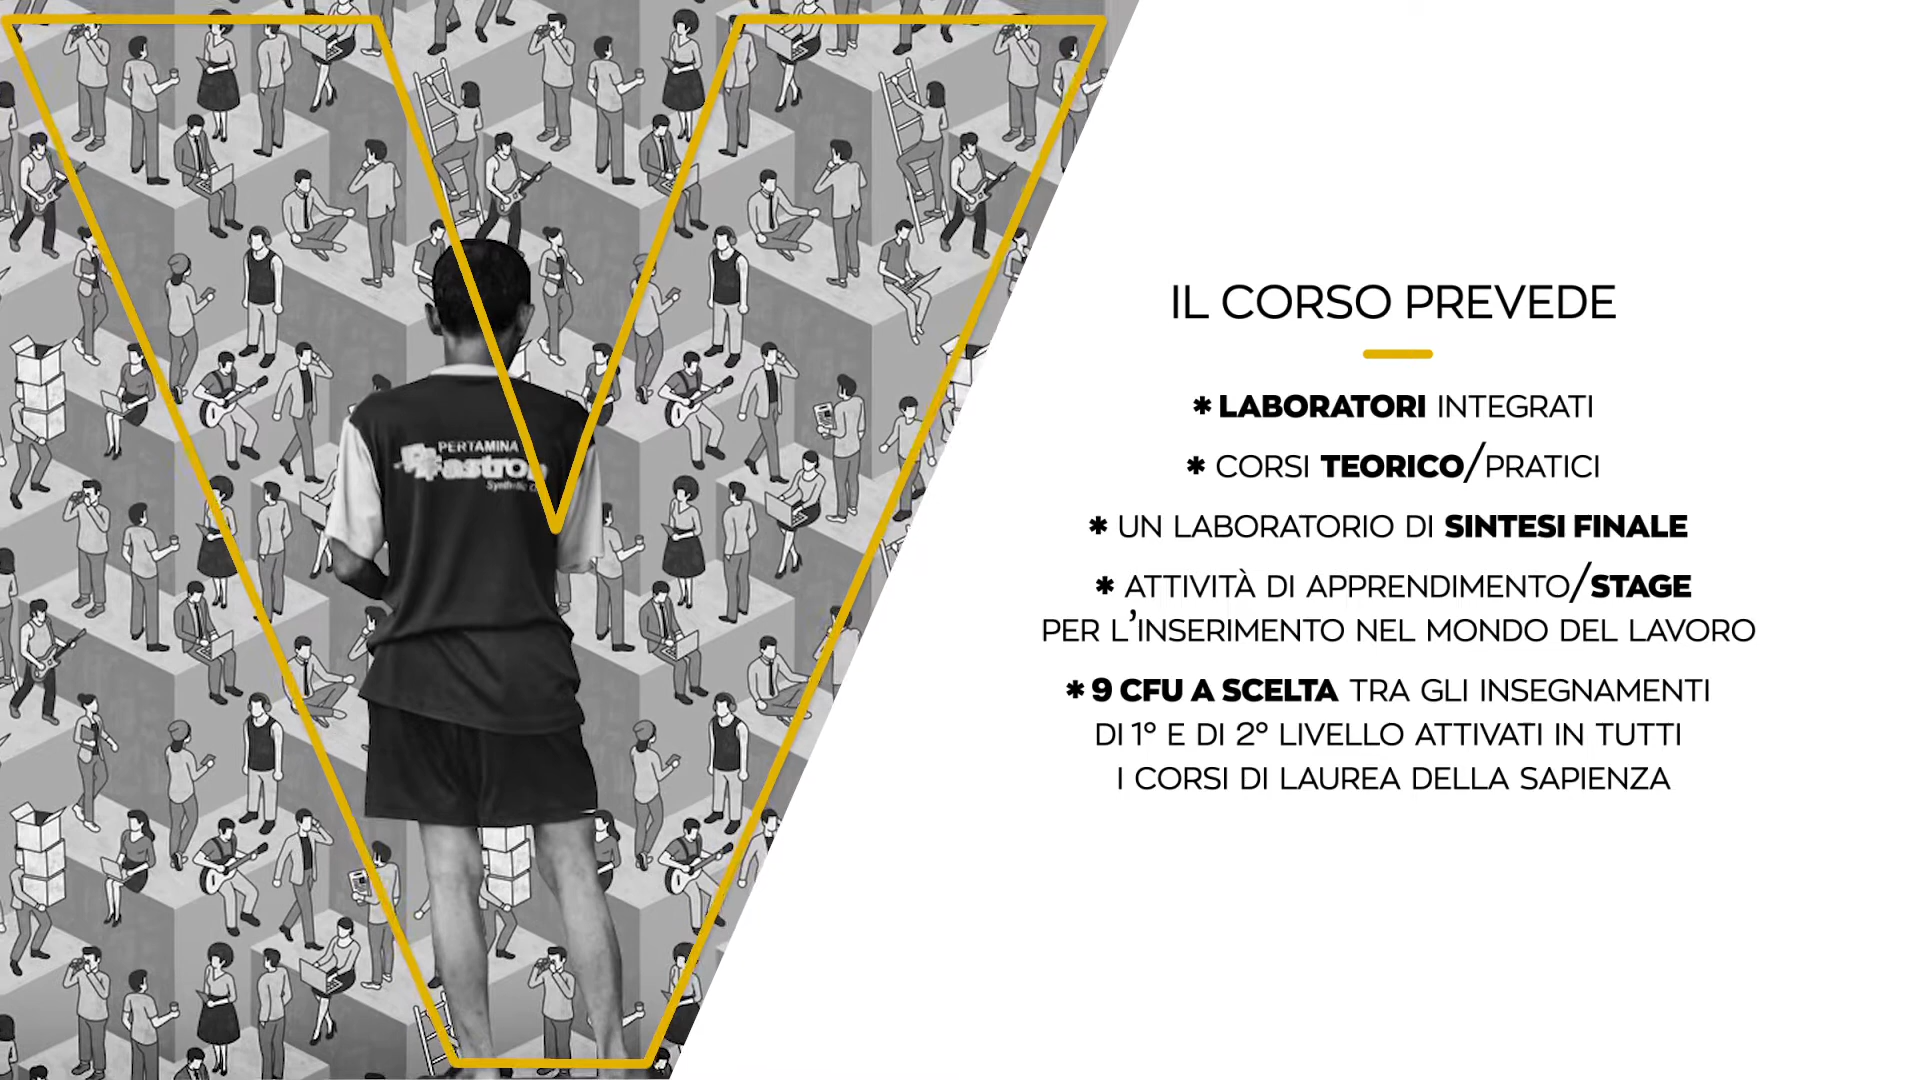 IL CORSO PREVEDE
* LABORATORI INTEGRATI
* CORSI TEORICO/PRATICI
* UN LABORATORIO DI SINTESI FINALE
* ATTIVITÀ DI APPRENDIMENTO/STAGE
PER L'INSERIMENTO NEL MONDO DEL LAVORO
* 9 CFU A SCELTA TRA GLI INSEGNAMENTI
DI 1° E DI 2° LIVELLO ATTIVATI IN TUTTI
I CORSI DI LAUREA DELLA SAPIENZA
PERTAMINA